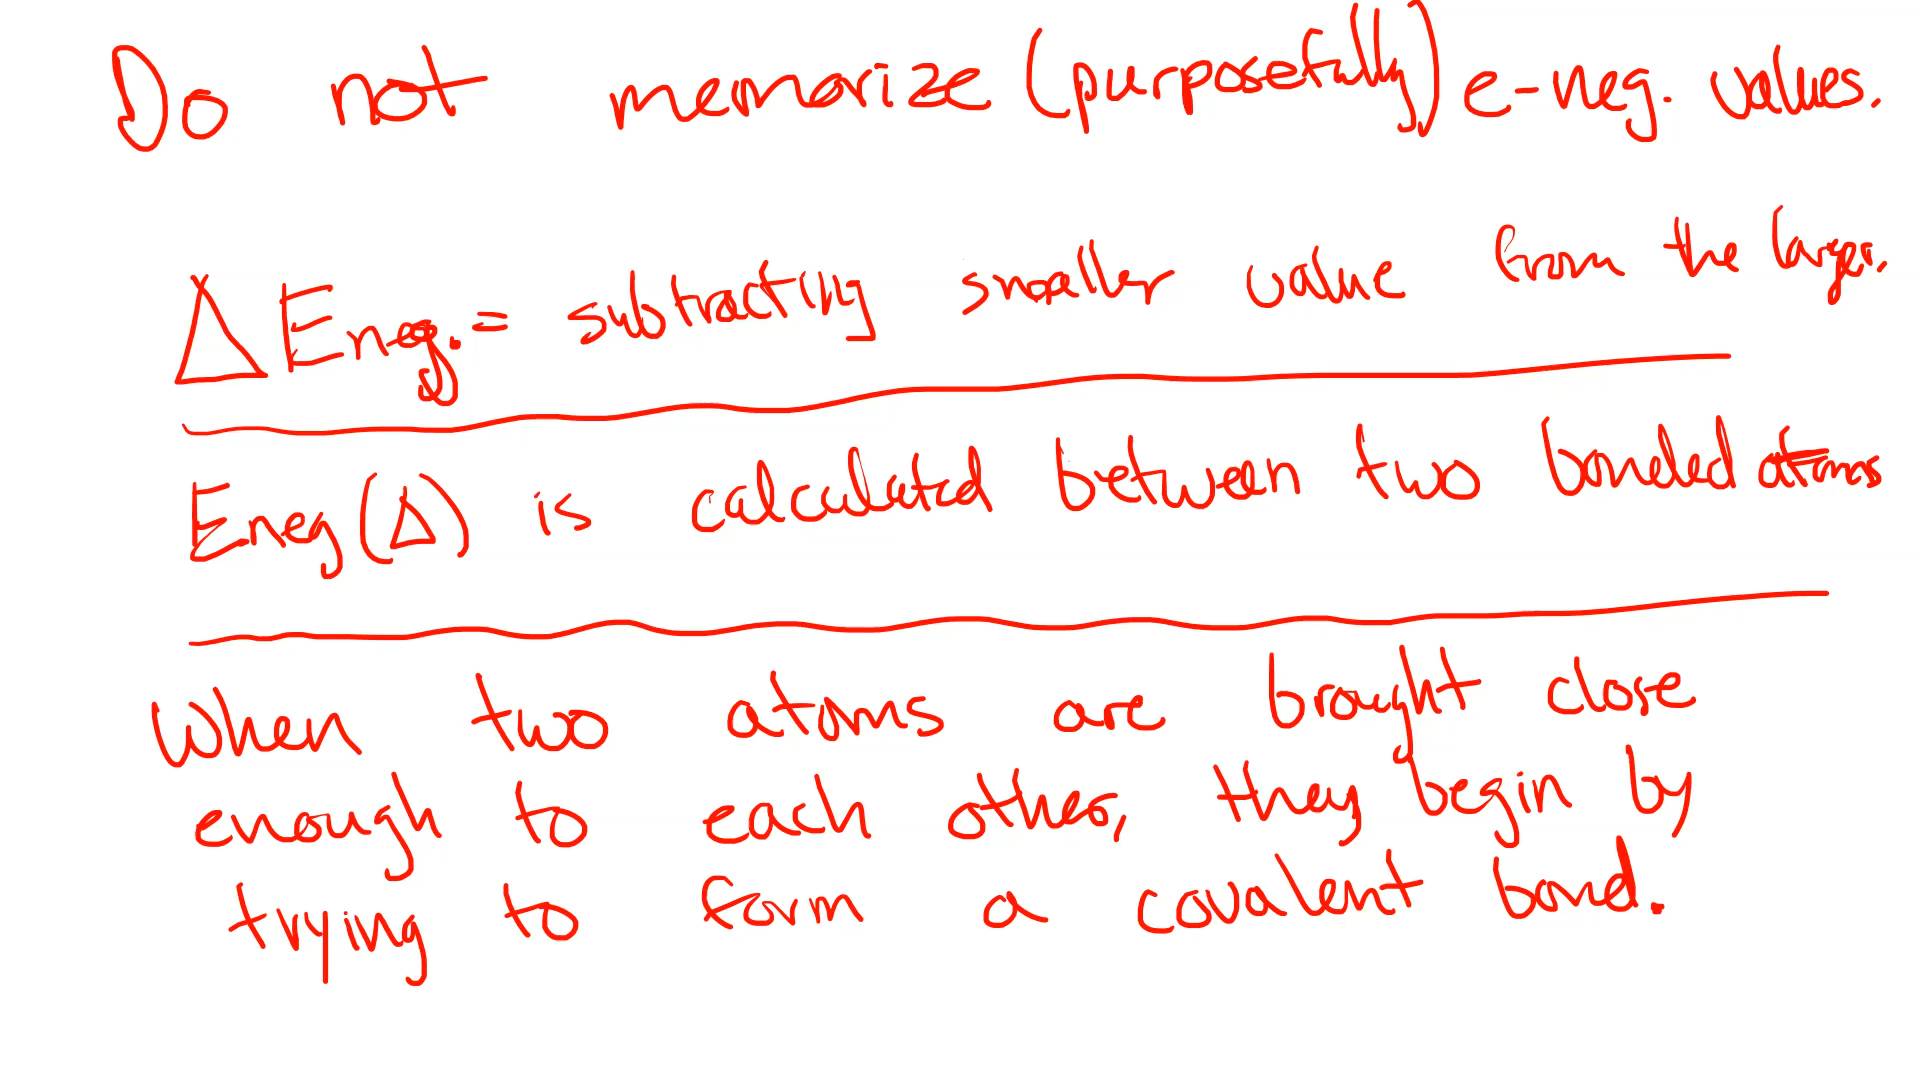 Do not memorize (purposefully) e-neg. values.
Δ Eneg. = subtracting smaller value from the larger.
Eneg (Δ) is calculated between two bonded atoms
When two atoms are brought close
enough to each other, they begin by
trying to form a covalent bond.